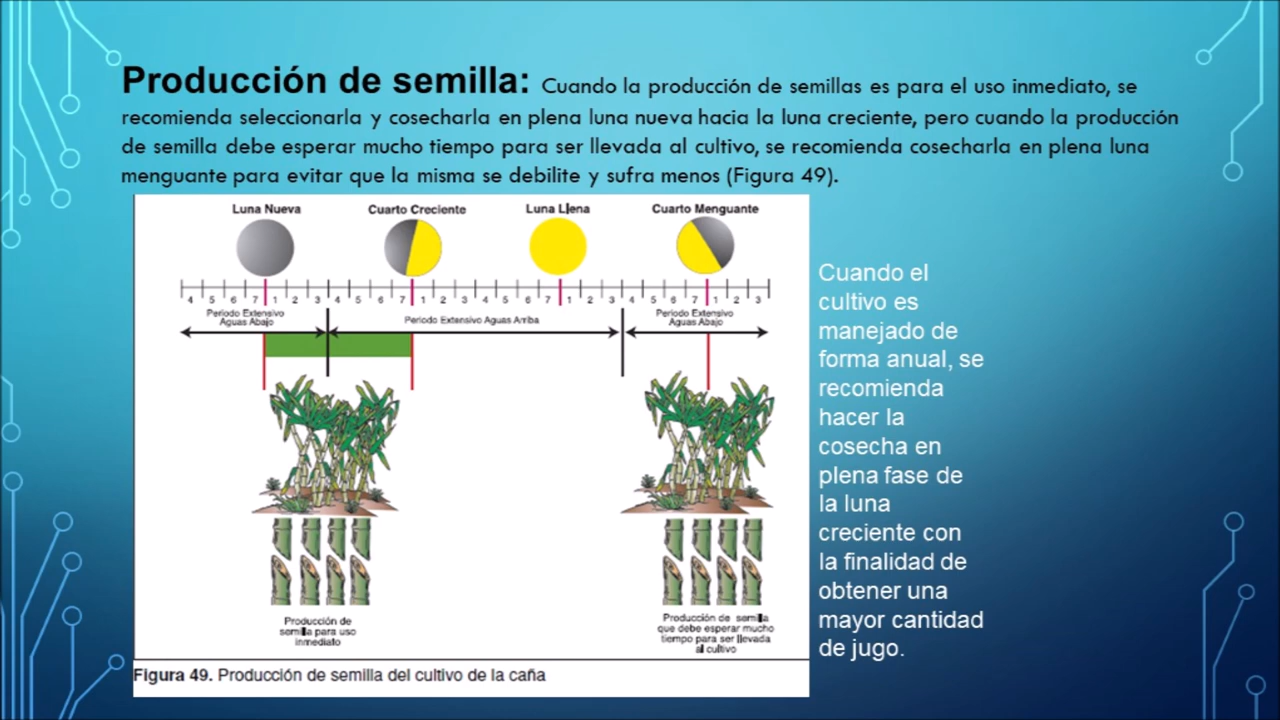 Producción de semilla: Cuando la producción de semillas es para el uso inmediato, se
recomienda seleccionarla y cosecharla en plena luna nueva hacia la luna creciente, pero cuando la producción
de semilla debe esperar mucho tiempo para ser llevada al cultivo, se recomienda cosecharla en plena luna
menguante para evitar que la misma se debilite y sufra menos (Figura 49).
Luna Nueva Cuarto Creciente Luna Llena Cuarto Menguante
4 5 6 7 1 2 3 4 5 6 7 1 2 3 4 5 6 7 1 2 3 4 5 6 7 1 2 3
Periodo Extensivo
Aguas Abajo
Periodo Extensivo Aguas Arriba
Periodo Extensivo
Aguas Abajo
Producción de
semilla para uso
inmediato
Producción de semilla
que debe esperar mucho
tiempo para ser llevada
al cultivo
Figura 49. Producción de semilla del cultivo de la caña
Cuando el
cultivo es
manejado de
forma anual, se
recomienda
hacer la
cosecha en
plena fase de
la luna
creciente con
la finalidad de
obtener una
mayor cantidad
de jugo.